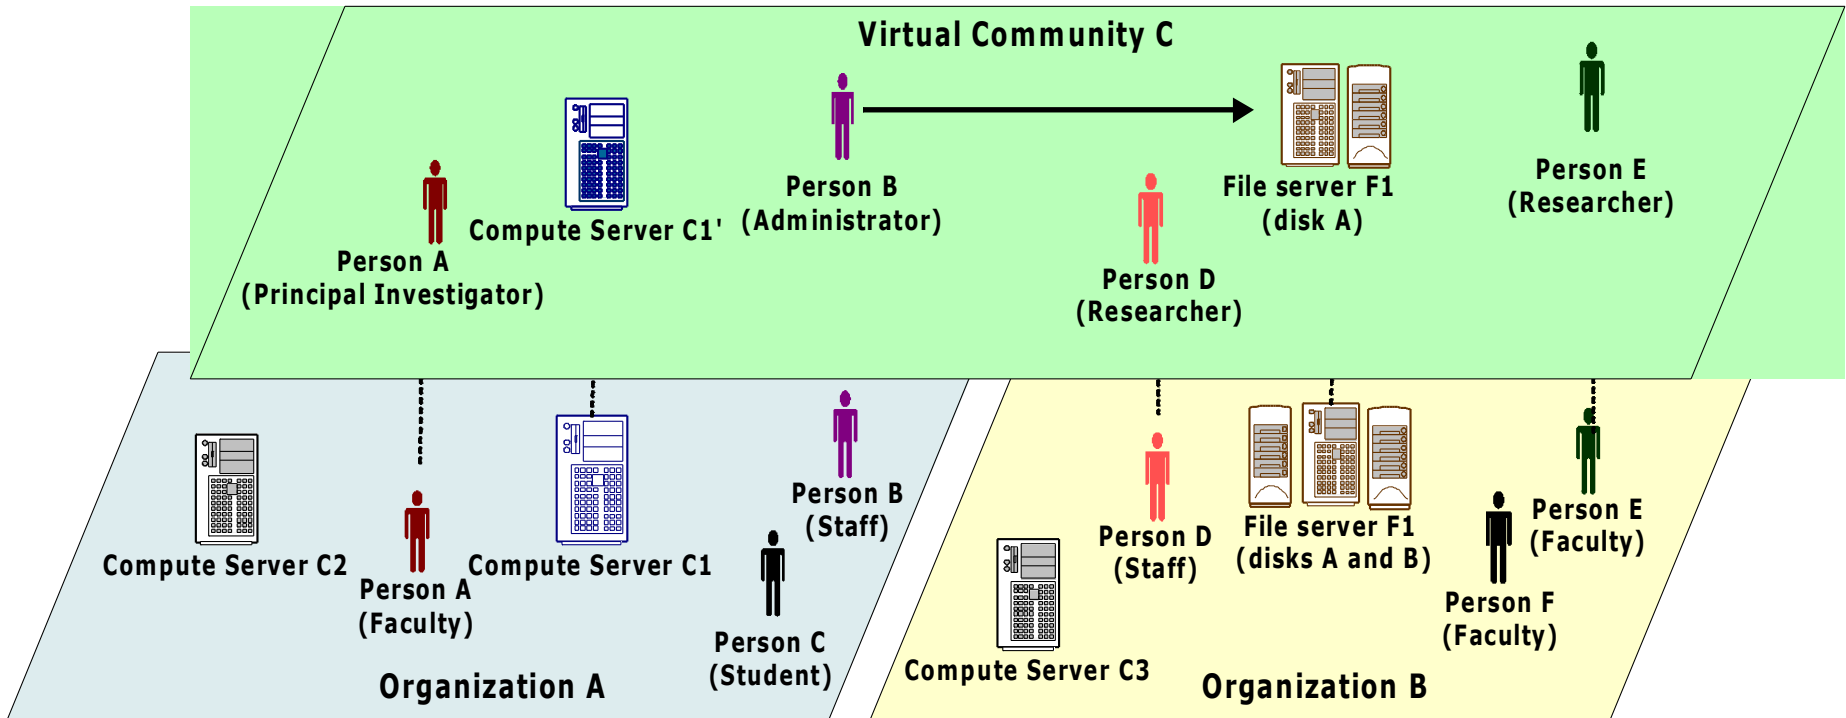 Virtual Community C
Compute Server C1'
Person A
(Principal Investigator)
Person B
(Administrator)
Person D
(Researcher)
File server F1
(disk A)
Person E
(Researcher)
Compute Server C2
Person A
(Faculty)
Compute Server C1
Person B
(Staff)
Person C
(Student)
Organization A
Compute Server C3
Person D
(Staff)
File server F1
(disks A and B)
Person E
(Faculty)
Person F
(Faculty)
Organization B